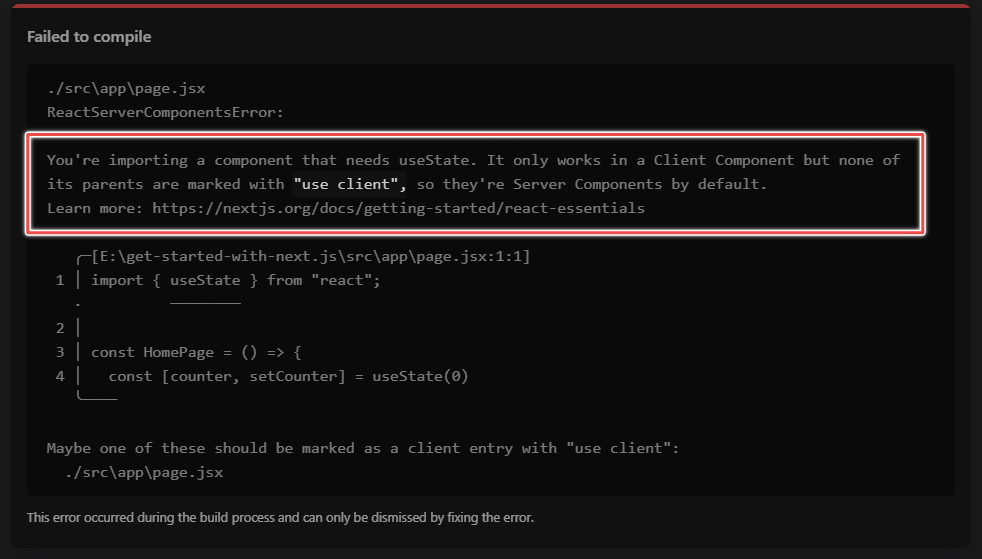 Failed to compile
./src\app\page.jsx
ReactServerComponentsError:
You're importing a component that needs useState. It only works in a Client Component but none of
its parents are marked with "use client", so they're Server Components by default.
Learn more: https://nextjs.org/docs/getting-started/react-essentials
╭─[E:\get-started-with-next.js\src\app\page.jsx:1:1]
1 │ import { useState } from "react";
· ────────
2 │
3 │ const HomePage = () => {
4 │   const [counter, setCounter] = useState(0)
╰────
Maybe one of these should be marked as a client entry with "use client":
./src\app\page.jsx
This error occurred during the build process and can only be dismissed by fixing the error.